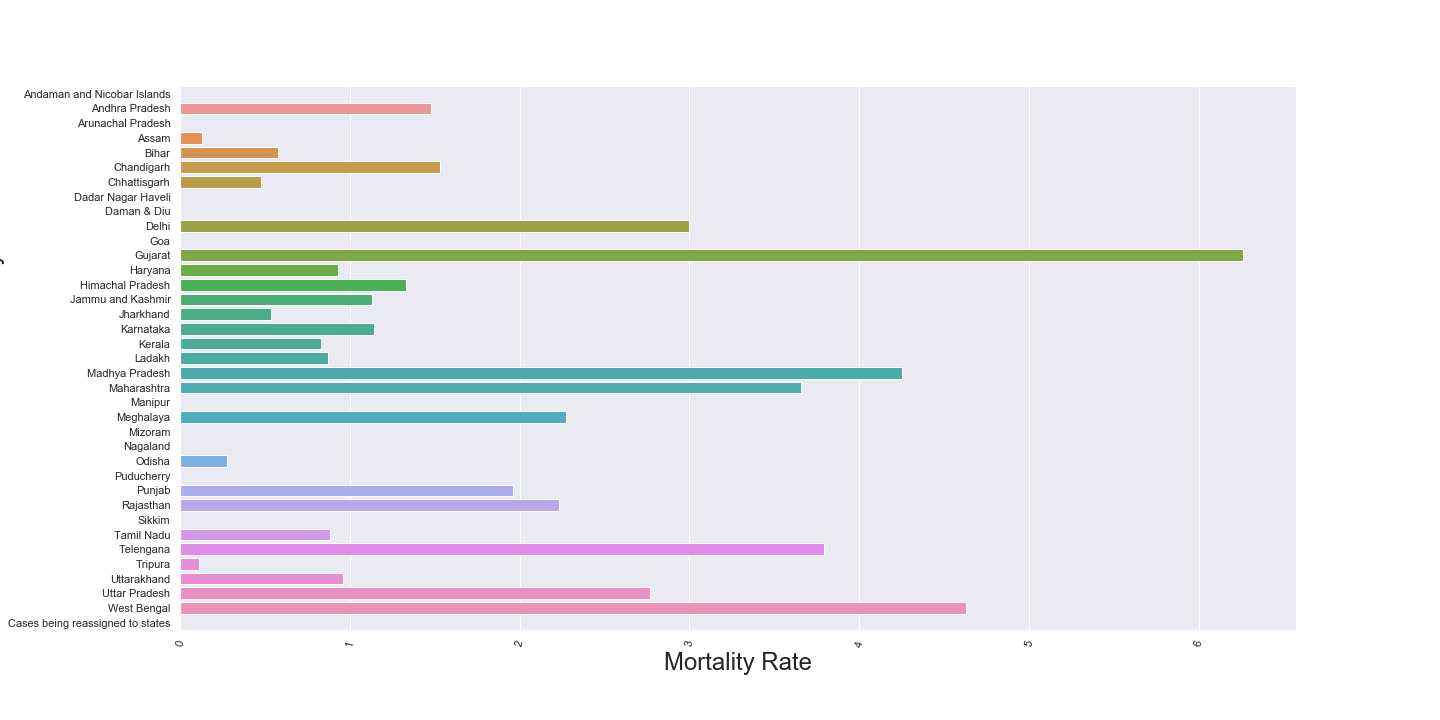 Andaman and Nicobar Islands
Andhra Pradesh
Arunachal Pradesh
Assam
Bihar
Chandigarh
Chhattisgarh
Dadar Nagar Haveli
Daman & Diu
Delhi
Goa
Gujarat
Haryana
Himachal Pradesh
Jammu and Kashmir
Jharkhand
Karnataka
Kerala
Ladakh
Madhya Pradesh
Maharashtra
Manipur
Meghalaya
Mizoram
Nagaland
Odisha
Puducherry
Punjab
Rajasthan
Sikkim
Tamil Nadu
Telengana
Tripura
Uttarakhand
Uttar Pradesh
West Bengal
Cases being reassigned to states
0 1 2 3 4 5 6
Mortality Rate